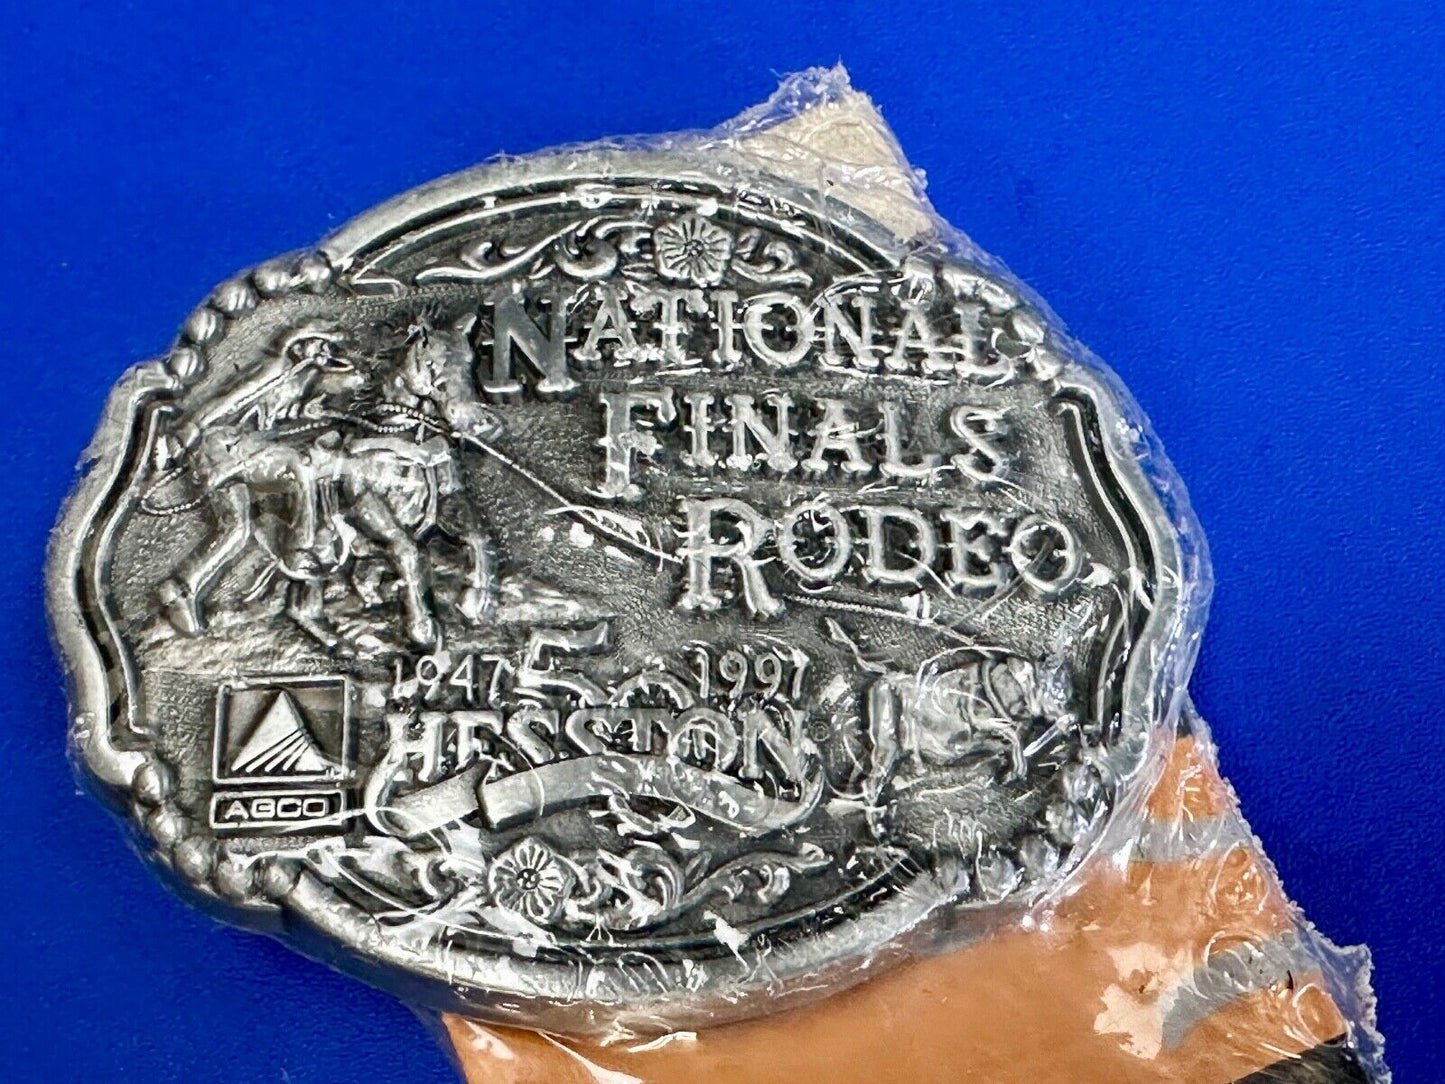 NATIONAL
FINALS
RODEO
1947 50 1997
HESSTON
AGCO